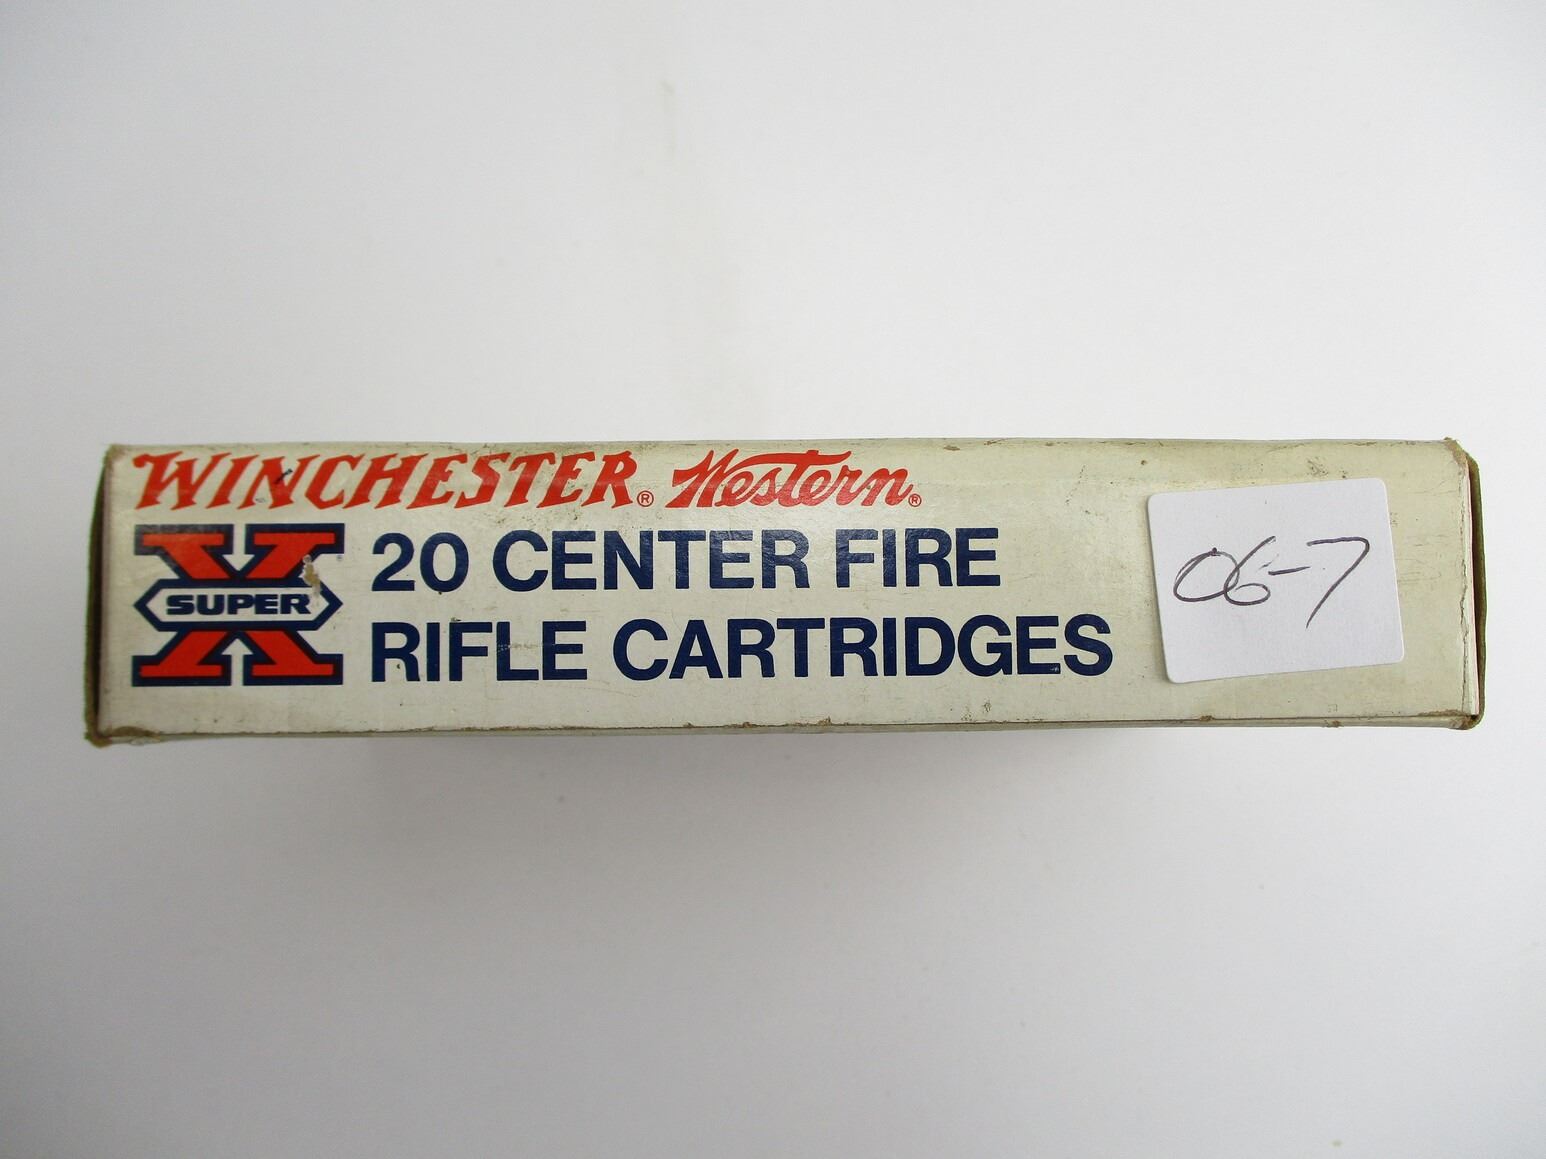 WINCHESTER® Western®
X
SUPER
20 CENTER FIRE
RIFLE CARTRIDGES
06-7